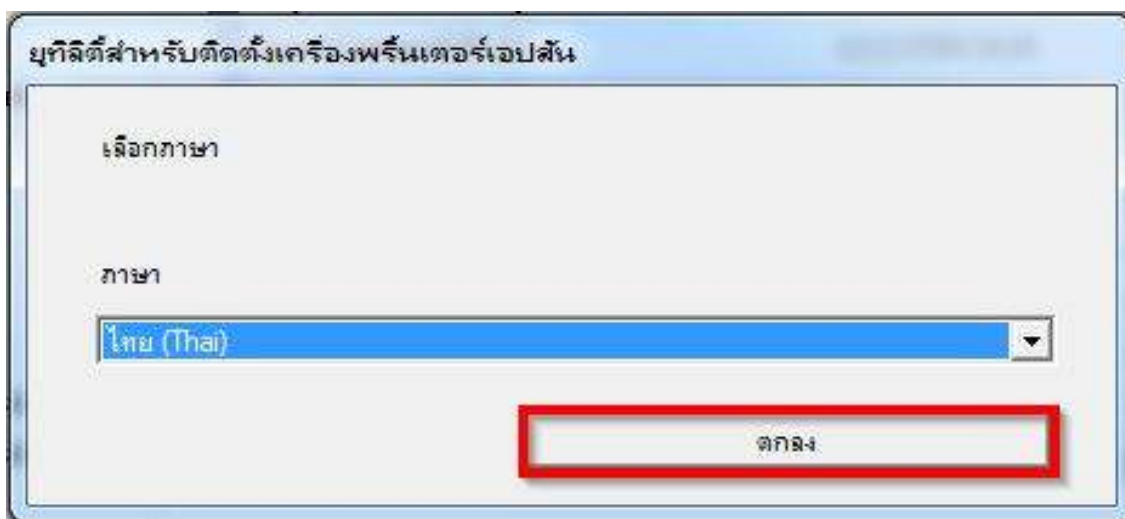 ยุทิลิตี้สำหรับติดตั้งเครื่องพรินเตอร์เอปสัน
เลือกภาษา
ภาษา
ไทย (Thai)
ตกลง